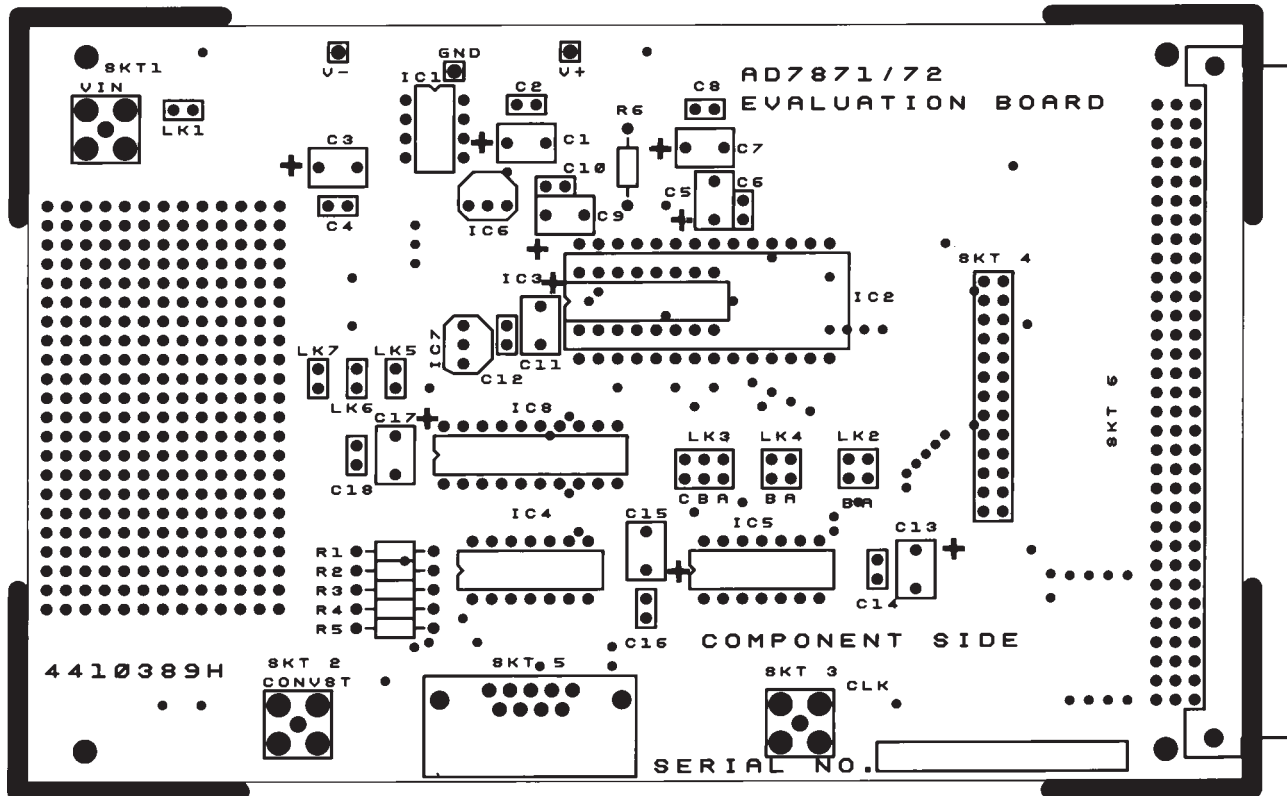 SKT1
VIN
LK1
V-
GND
IC1
V+
C2
C1
C3
C4
C10
C9
IC6
R6
C8
C7
C5
C6
AD7871/72
EVALUATION BOARD
IC3
IC2
SKT 4
IC7
C12
C11
LK7
LK5
LK6
C17
C18
IC8
LK3
LK4
LK2
C B A
B A
B A
SKT 6
IC4
C15
IC5
C13
C14
C16
R1
R2
R3
R4
R5
COMPONENT SIDE
4410389H
SKT 2
CONVST
SKT 5
SKT 3
CLK
SERIAL NO.